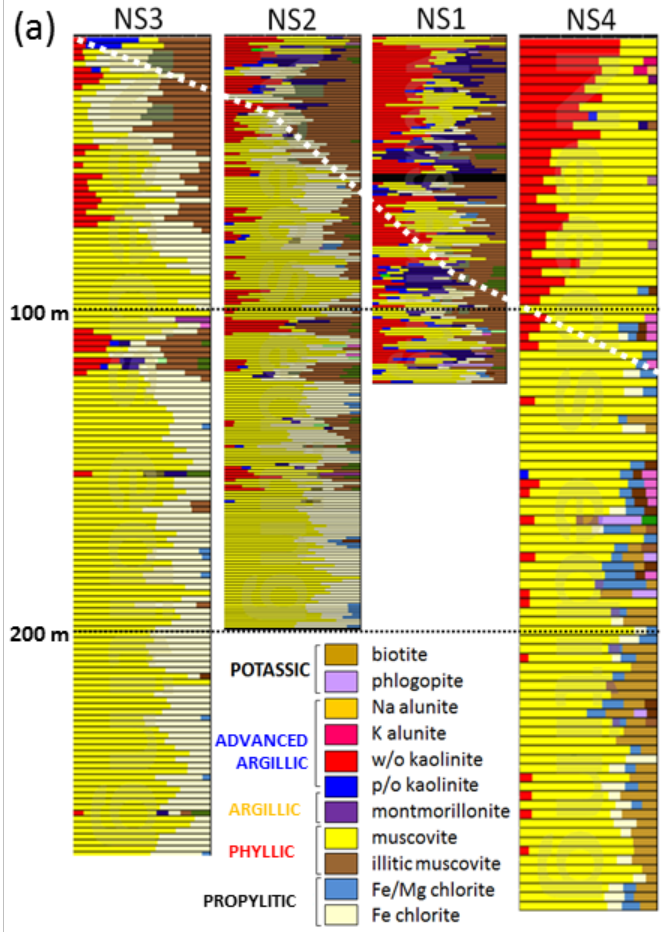 (a)
NS3 NS2 NS1 NS4
100 m
200 m
POTASSIC
biotite
phlogopite
ADVANCED ARGILLIC
Na alunite
K alunite
w/o kaolinite
p/o kaolinite
ARGILLIC
montmorillonite
PHYLLIC
muscovite
illitic muscovite
PROPYLITIC
Fe/Mg chlorite
Fe chlorite